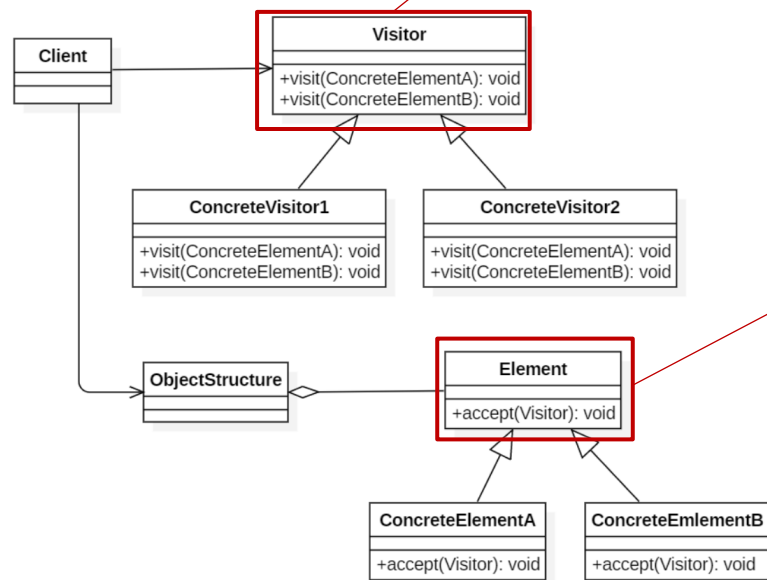 Visitor
+visit(ConcreteElementA): void
+visit(ConcreteElementB): void
Client
ConcreteVisitor1
+visit(ConcreteElementA): void
+visit(ConcreteElementB): void
ConcreteVisitor2
+visit(ConcreteElementA): void
+visit(ConcreteElementB): void
ObjectStructure
Element
+accept(Visitor): void
ConcreteElementA
+accept(Visitor): void
ConcreteEmlementB
+accept(Visitor): void